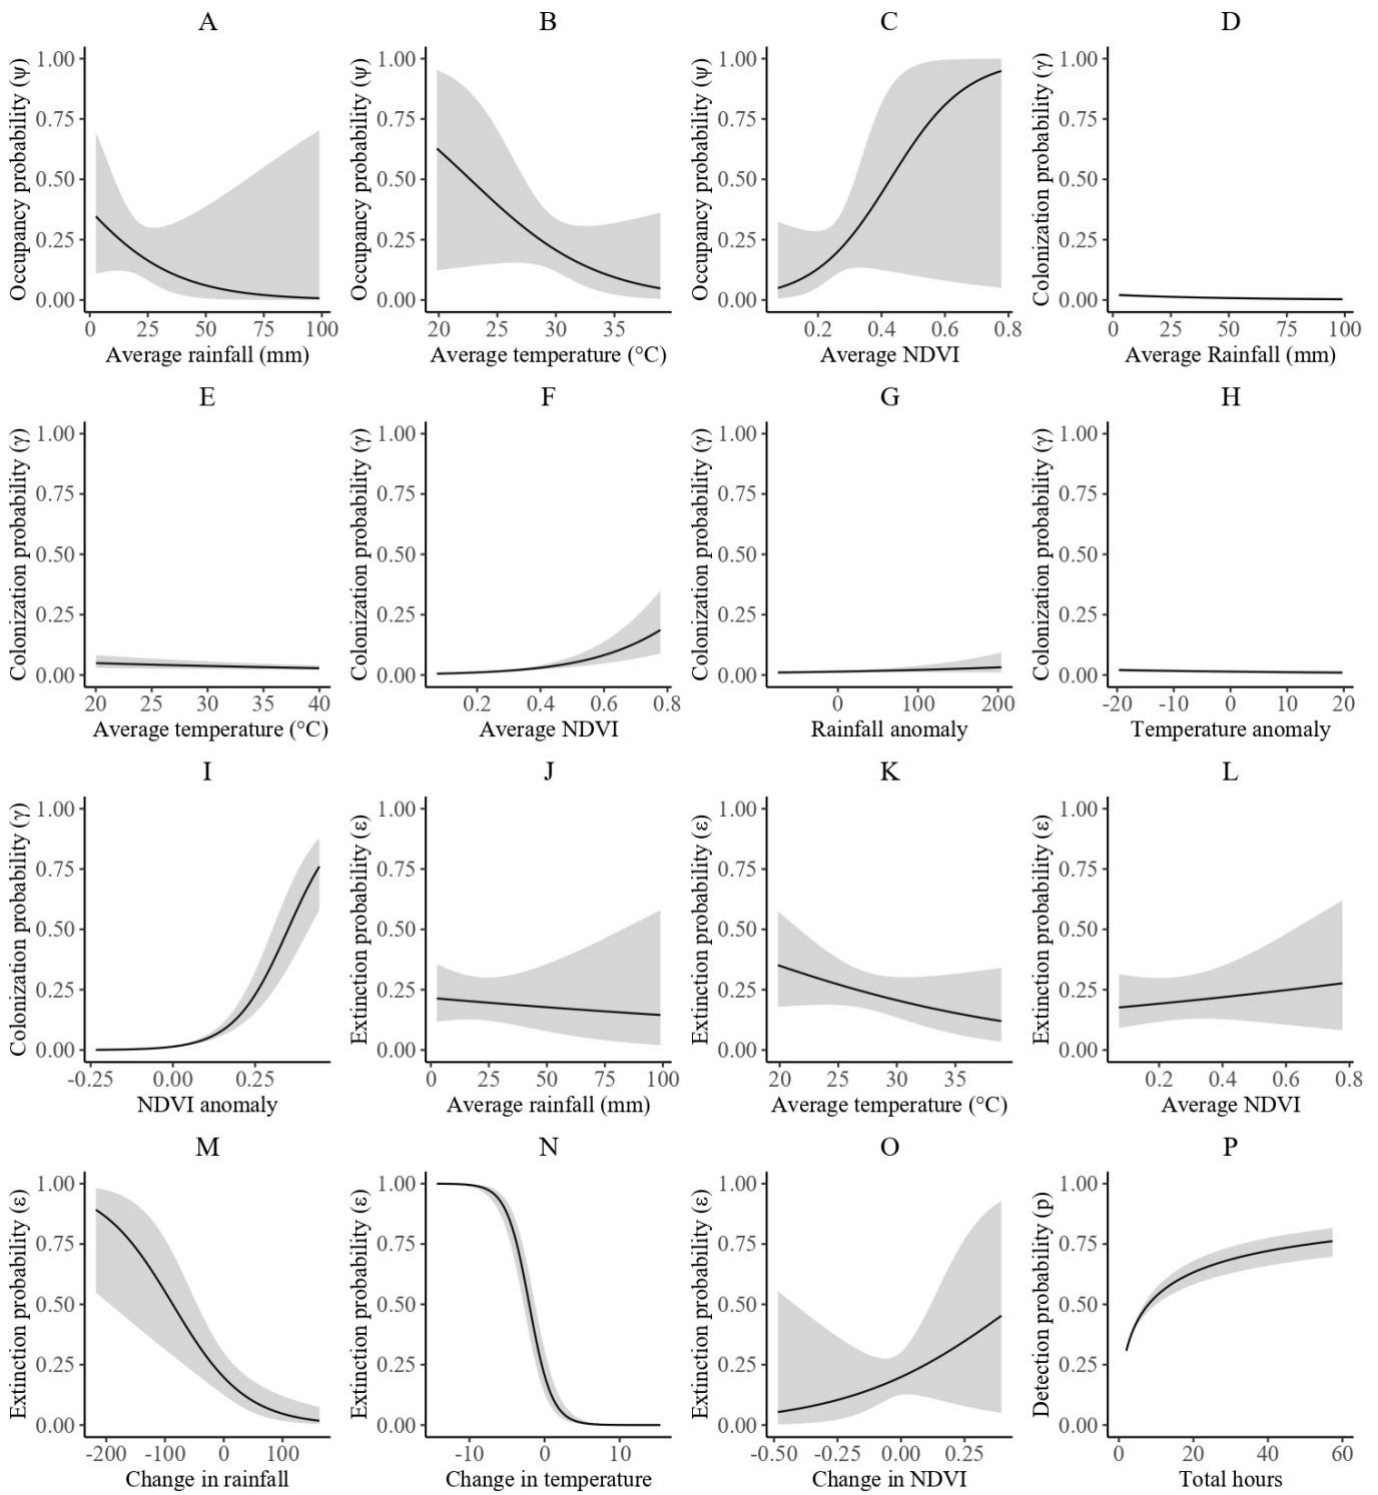 A
B
C
D
Occupancy probability (ψ)
1.00
0.75
0.50
0.25
0.00
0 25 50 75 100
Average rainfall (mm)
Occupancy probability (ψ)
1.00
0.75
0.50
0.25
0.00
20 25 30 35
Average temperature (°C)
Occupancy probability (ψ)
1.00
0.75
0.50
0.25
0.00
0.2 0.4 0.6 0.8
Average NDVI
Colonization probability (γ)
1.00
0.75
0.50
0.25
0.00
0 25 50 75 100
Average Rainfall (mm)
E
F
G
H
Colonization probability (γ)
1.00
0.75
0.50
0.25
0.00
20 25 30 35 40
Average temperature (°C)
Colonization probability (γ)
1.00
0.75
0.50
0.25
0.00
0.2 0.4 0.6 0.8
Average NDVI
Colonization probability (γ)
1.00
0.75
0.50
0.25
0.00
0 100 200
Rainfall anomaly
Colonization probability (γ)
1.00
0.75
0.50
0.25
0.00
-20 -10 0 10 20
Temperature anomaly
I
J
K
L
Colonization probability (γ)
1.00
0.75
0.50
0.25
0.00
-0.25 0.00 0.25
NDVI anomaly
Extinction probability (ε)
1.00
0.75
0.50
0.25
0.00
0 25 50 75 100
Average rainfall (mm)
Extinction probability (ε)
1.00
0.75
0.50
0.25
0.00
20 25 30 35
Average temperature (°C)
Extinction probability (ε)
1.00
0.75
0.50
0.25
0.00
0.2 0.4 0.6 0.8
Average NDVI
M
N
O
P
Extinction probability (ε)
1.00
0.75
0.50
0.25
0.00
-200 -100 0 100
Change in rainfall
Extinction probability (ε)
1.00
0.75
0.50
0.25
0.00
-10 0 10
Change in temperature
Extinction probability (ε)
1.00
0.75
0.50
0.25
0.00
-0.50 -0.25 0.00 0.25
Change in NDVI
Detection probability (p)
1.00
0.75
0.50
0.25
0.00
0 20 40 60
Total hours